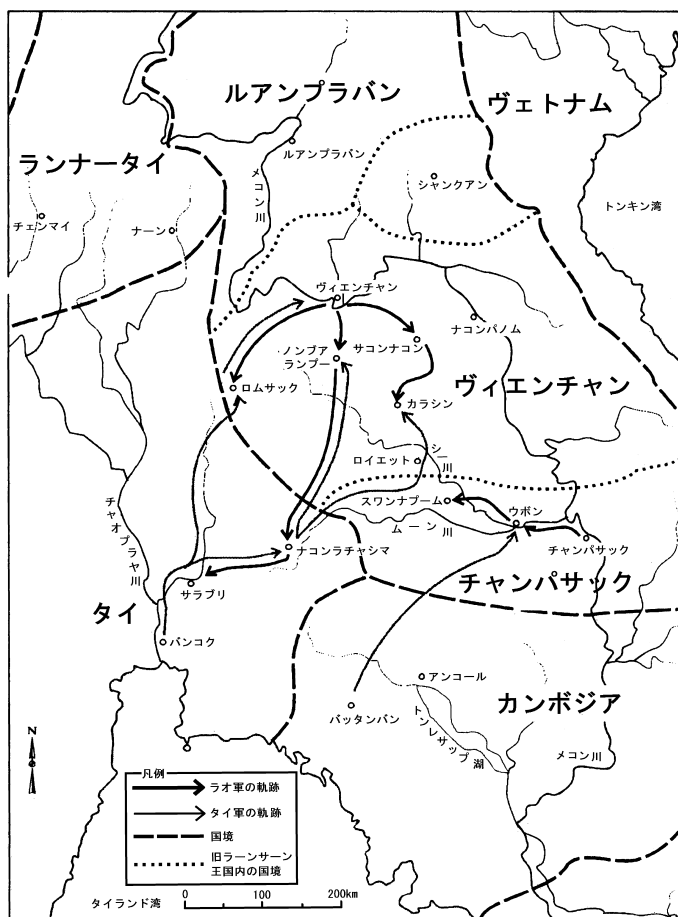 ルアンプラバン
ヴェトナム
ランナータイ
ルアンプラバン
メコン川
シャンクアン
トンキン湾
チェンマイ
ナーン
ヴィエンチャン
ナコンパノム
サコンナコン
ノンブア
ランプー
ヴィエンチャン
ロムサック
カラシン
シー川
ロイエット
スワンナプーム
ウボン
ムーン川
チャンパサック
チャオプラヤ川
ナコンラチャシマ
チャンパサック
サラブリ
タイ
バンコク
アンコール
カンボジア
バッタンバン
トンレサップ湖
メコン川
N
凡例
ラオ軍の軌跡
タイ軍の軌跡
国境
旧ラーンサーン
王国内の国境
タイランド湾
0 100 200km